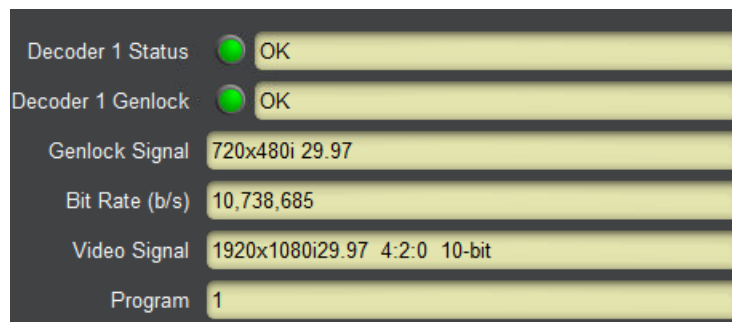 Decoder 1 Status OK
Decoder 1 Genlock OK
Genlock Signal 720x480i 29.97
Bit Rate (b/s) 10,738,685
Video Signal 1920x1080i29.97 4:2:0 10-bit
Program 1